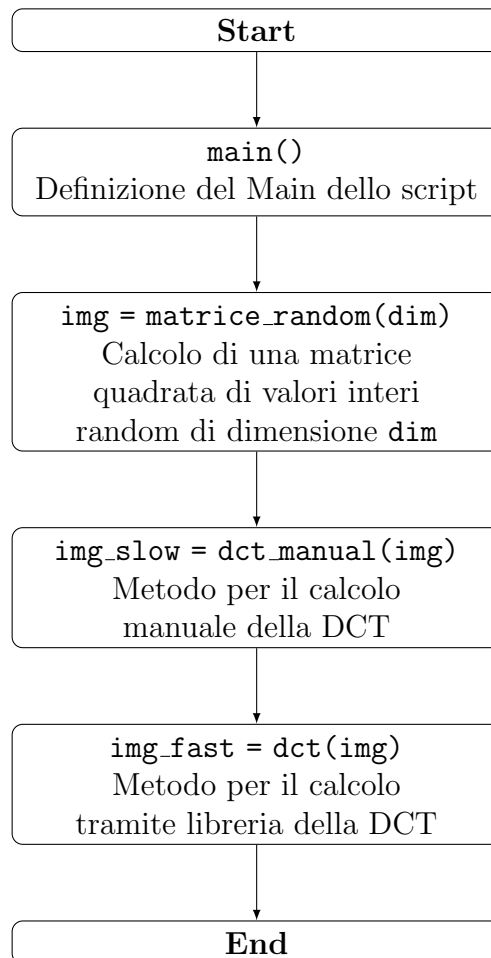 Start
main()
Definizione del Main dello script
img = matrice_random(dim)
Calcolo di una matrice
quadrata di valori interi
random di dimensione dim
img_slow = dct_manual(img)
Metodo per il calcolo
manuale della DCT
img_fast = dct(img)
Metodo per il calcolo
tramite libreria della DCT
End